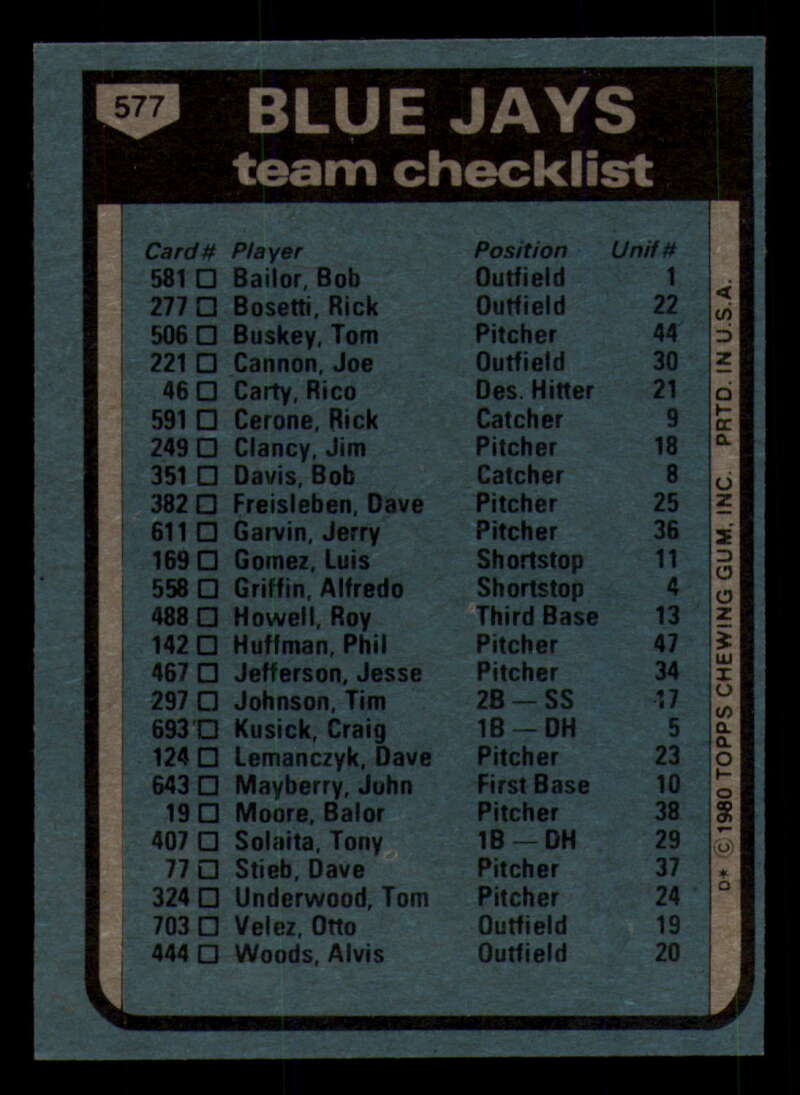 577
BLUE JAYS
team checklist
Card# Player Position Unif#
581 □ Bailor, Bob Outfield 1
277 □ Bosetti, Rick Outfield 22
506 □ Buskey, Tom Pitcher 44
221 □ Cannon, Joe Outfield 30
46 □ Carty, Rico Des. Hitter 21
591 □ Cerone, Rick Catcher 9
249 □ Clancy, Jim Pitcher 18
351 □ Davis, Bob Catcher 8
382 □ Freisleben, Dave Pitcher 25
611 □ Garvin, Jerry Pitcher 36
169 □ Gomez, Luis Shortstop 11
558 □ Griffin, Alfredo Shortstop 4
488 □ Howell, Roy Third Base 13
142 □ Huffman, Phil Pitcher 47
467 □ Jefferson, Jesse Pitcher 34
297 □ Johnson, Tim 2B — SS 17
693 □ Kusick, Craig 1B — DH 5
124 □ Lemanczyk, Dave Pitcher 23
643 □ Mayberry, John First Base 10
19 □ Moore, Balor Pitcher 38
407 □ Solaita, Tony 1B — DH 29
77 □ Stieb, Dave Pitcher 37
324 □ Underwood, Tom Pitcher 24
703 □ Velez, Otto Outfield 19
444 □ Woods, Alvis Outfield 20
D* © 1980 TOPPS CHEWING GUM, INC. PRTD. IN U.S.A.